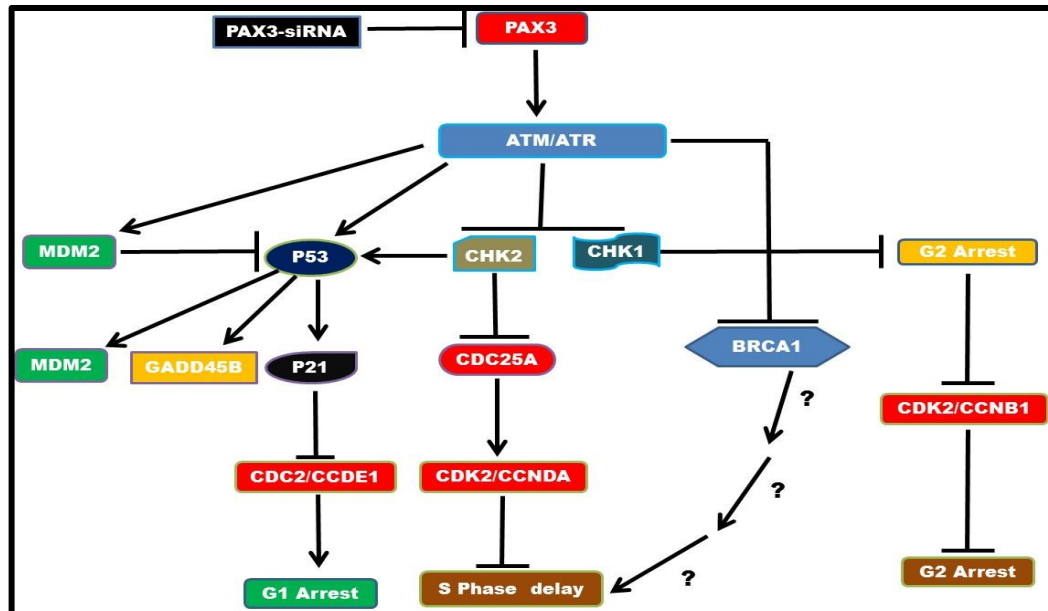 PAX3-siRNA
PAX3
ATM/ATR
MDM2
P53
CHK2
CHK1
G2 Arrest
MDM2
GADD45B
P21
CDC25A
BRCA1
?
CDK2/CCNB1
CDC2/CCDE1
CDK2/CCNDA
?
G1 Arrest
S Phase delay
?
G2 Arrest